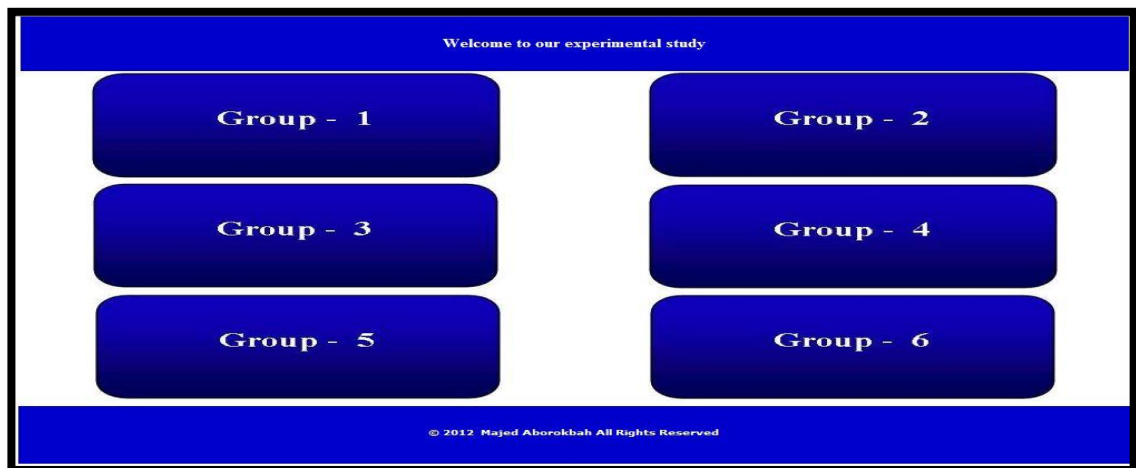 Welcome to our experimental study
Group - 1
Group - 2
Group - 3
Group - 4
Group - 5
Group - 6
© 2012 Majed Aborokbah All Rights Reserved